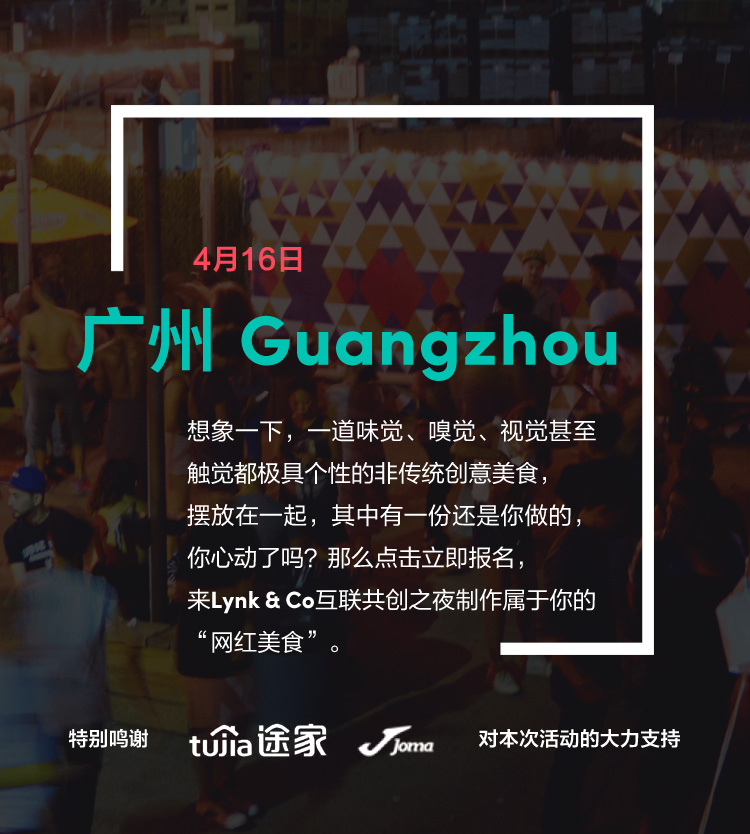 4月16日
广州 Guangzhou
想象一下，一道味觉、嗅觉、视觉甚至
触觉都极具个性的非传统创意美食，
摆放在一起，其中有一份还是你做的，
你心动了吗？那么点击立即报名，
来Lynk & Co互联共创之夜制作属于你的
“网红美食”。
特别鸣谢 tujia途家 Joma 对本次活动的大力支持